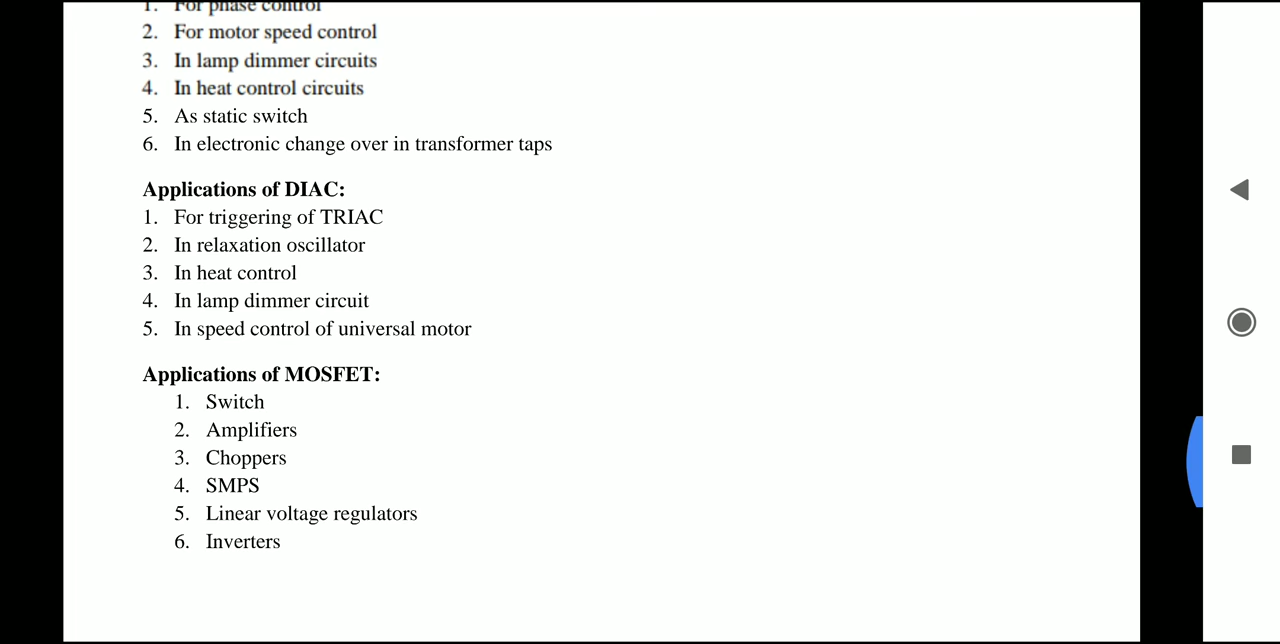 1. For phase control
2. For motor speed control
3. In lamp dimmer circuits
4. In heat control circuits
5. As static switch
6. In electronic change over in transformer taps
Applications of DIAC:
1. For triggering of TRIAC
2. In relaxation oscillator
3. In heat control
4. In lamp dimmer circuit
5. In speed control of universal motor
Applications of MOSFET:
1. Switch
2. Amplifiers
3. Choppers
4. SMPS
5. Linear voltage regulators
6. Inverters